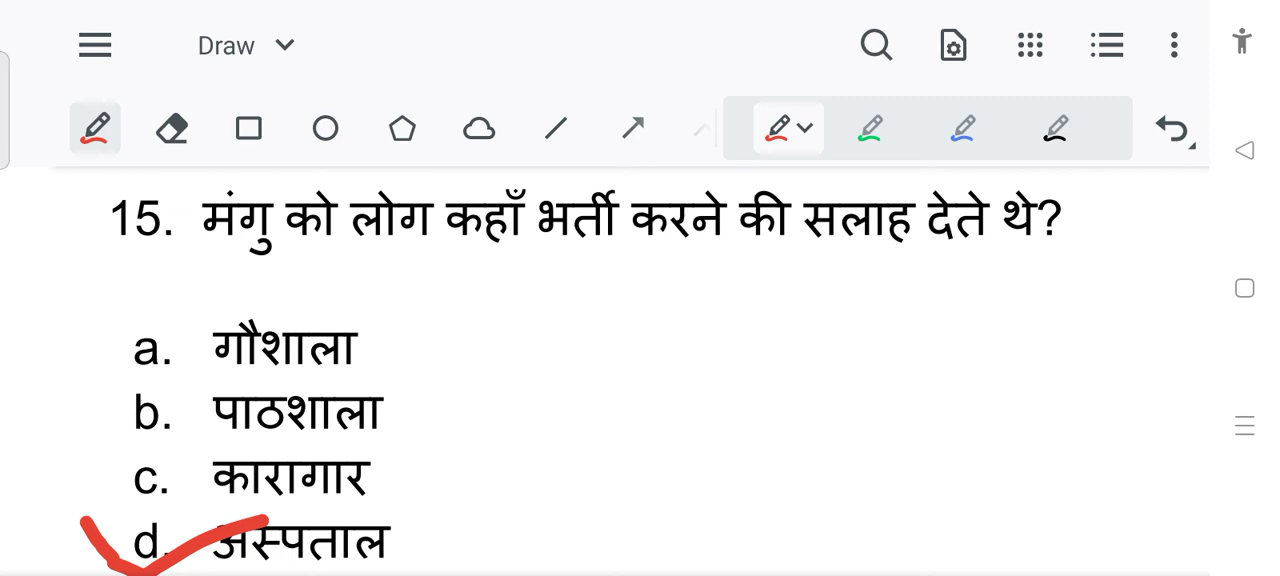 Draw
15. मंगु को लोग कहाँ भर्ती करने की सलाह देते थे?
a. गौशाला
b. पाठशाला
c. कारागार
d. अस्पताल